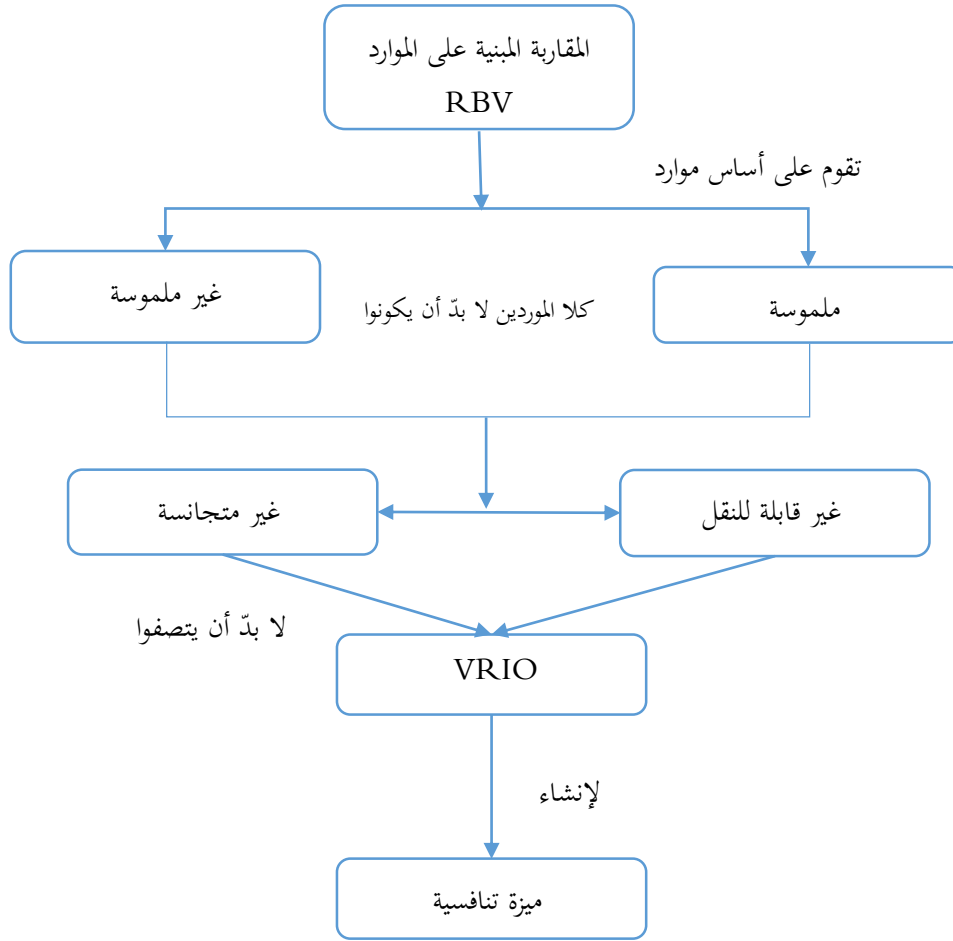 المقاربة المبنية على الموارد
RBV
تقوم على أساس موارد
ملموسة
غير ملموسة
كلا الموردين لا بدّ أن يكونوا
غير قابلة للنقل
غير متجانسة
لا بدّ أن يتصفوا
VRIO
لإنشاء
ميزة تنافسية